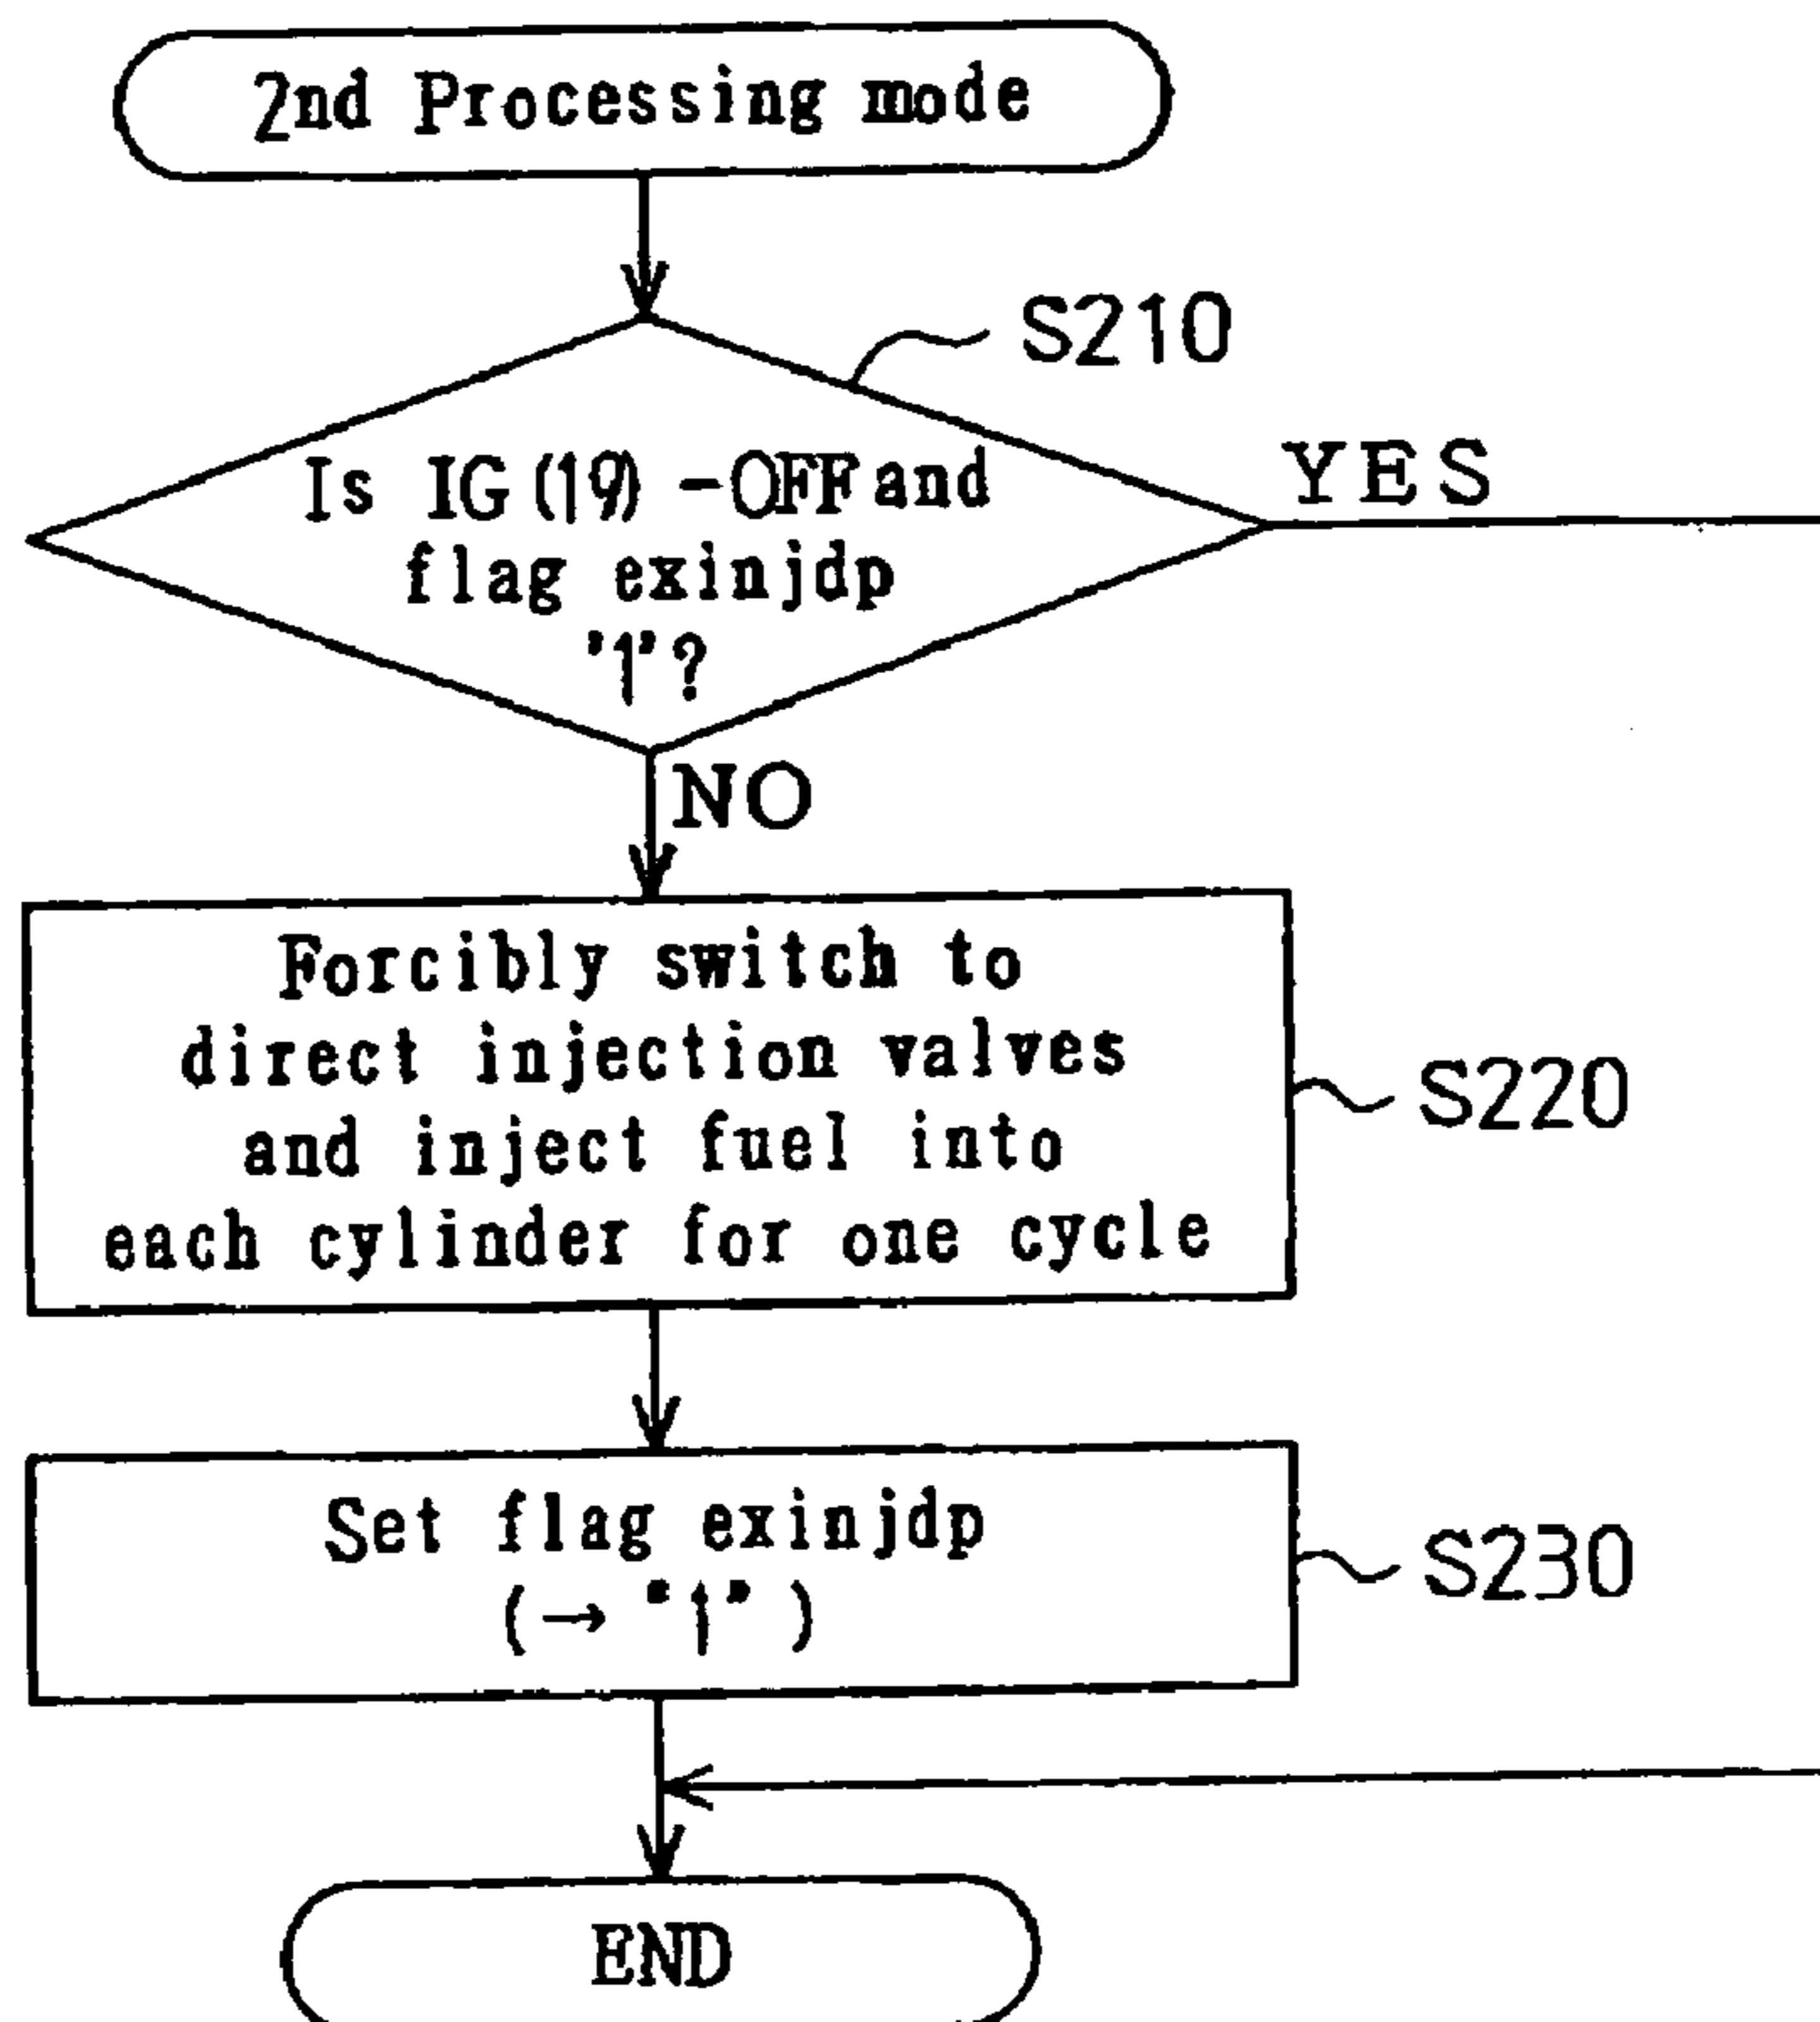 2nd Processing mode
S210
Is IG(19)-OFF and
flag exinjdp
"1"?
YES
NO
Forcibly switch to
direct injection valves
and inject fuel into
each cylinder for one cycle
S220
Set flag exinjdp
(→ "1")
S230
END